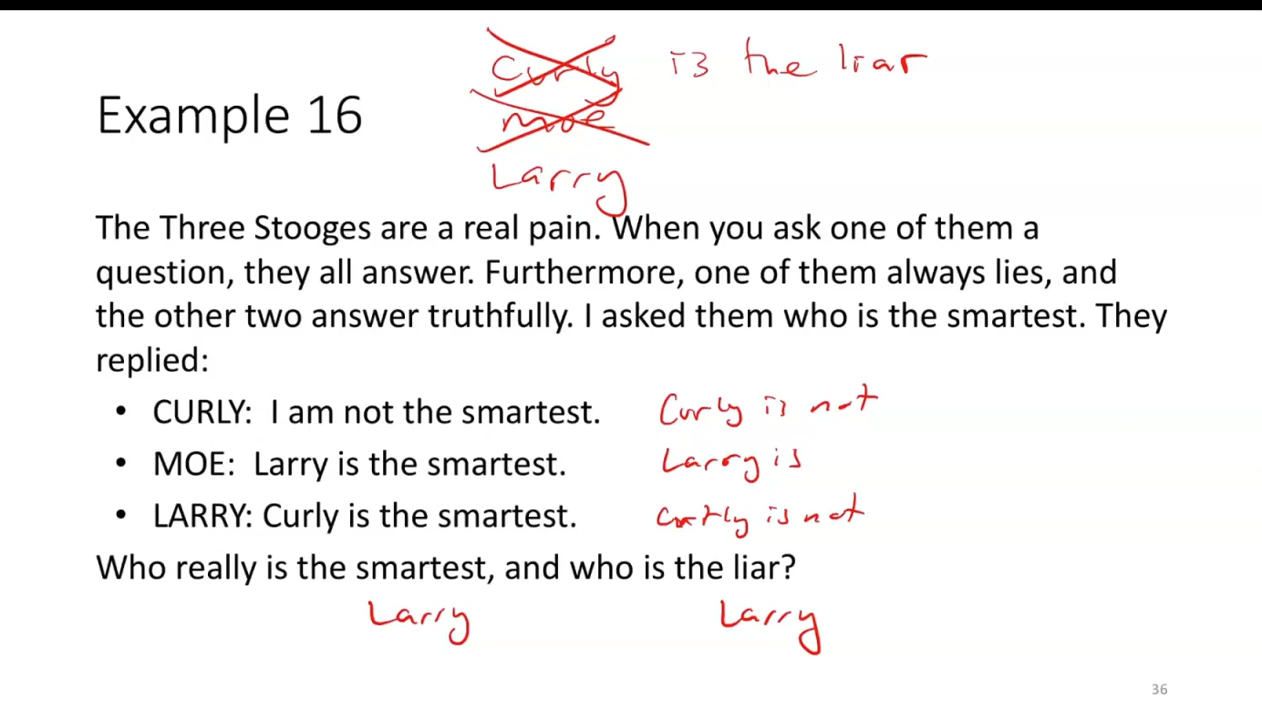 Curly is the liar
Example 16
moe
Larry
The Three Stooges are a real pain. When you ask one of them a
question, they all answer. Furthermore, one of them always lies, and
the other two answer truthfully. I asked them who is the smartest. They
replied:
• CURLY: I am not the smartest. Curly is not
• MOE: Larry is the smartest. Larry is
• LARRY: Curly is the smartest. Curly is not
Who really is the smartest, and who is the liar?
Larry Larry
36